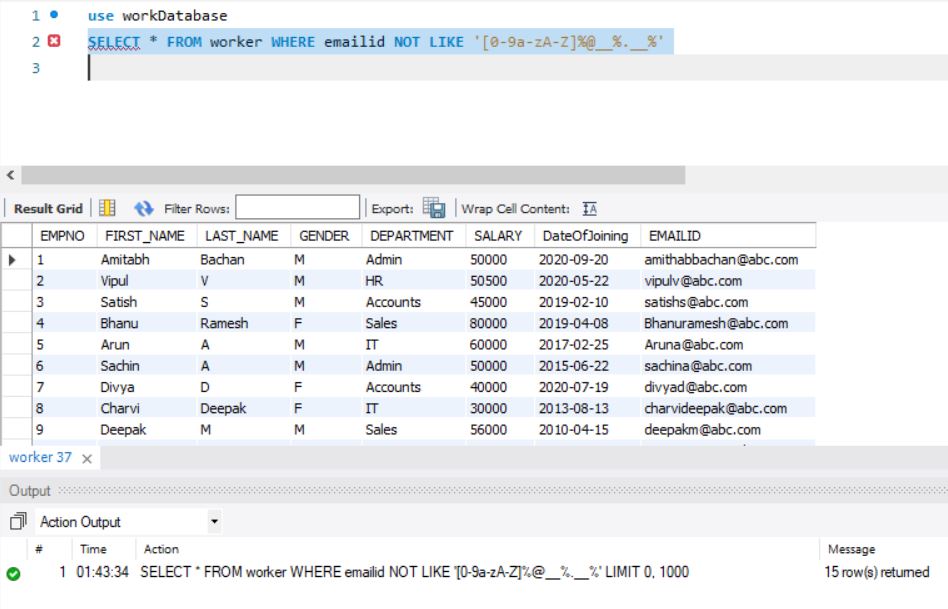 1 use workDatabase
2 SELECT * FROM worker WHERE emailid NOT LIKE '[0-9a-zA-Z]%@__%.__%'
3
Result Grid Filter Rows: Export: Wrap Cell Content: IA
EMPNO FIRST_NAME LAST_NAME GENDER DEPARTMENT SALARY DateOfJoining EMAILID
1 Amitabh Bachan M Admin 50000 2020-09-20 amithabbachan@abc.com
2 Vipul V M HR 50500 2020-05-22 vipulv@abc.com
3 Satish S M Accounts 45000 2019-02-10 satishs@abc.com
4 Bhanu Ramesh F Sales 80000 2019-04-08 Bhanuramesh@abc.com
5 Arun A M IT 60000 2017-02-25 Aruna@abc.com
6 Sachin A M Admin 50000 2015-06-22 sachina@abc.com
7 Divya D F Accounts 40000 2020-07-19 divyad@abc.com
8 Charvi Deepak F IT 30000 2013-08-13 charvideepak@abc.com
9 Deepak M M Sales 56000 2010-04-15 deepakm@abc.com
worker 37
Output
Action Output
# Time Action Message
1 01:43:34 SELECT * FROM worker WHERE emailid NOT LIKE '[0-9a-zA-Z]%@__%.__%' LIMIT 0, 1000 15 row(s) returned